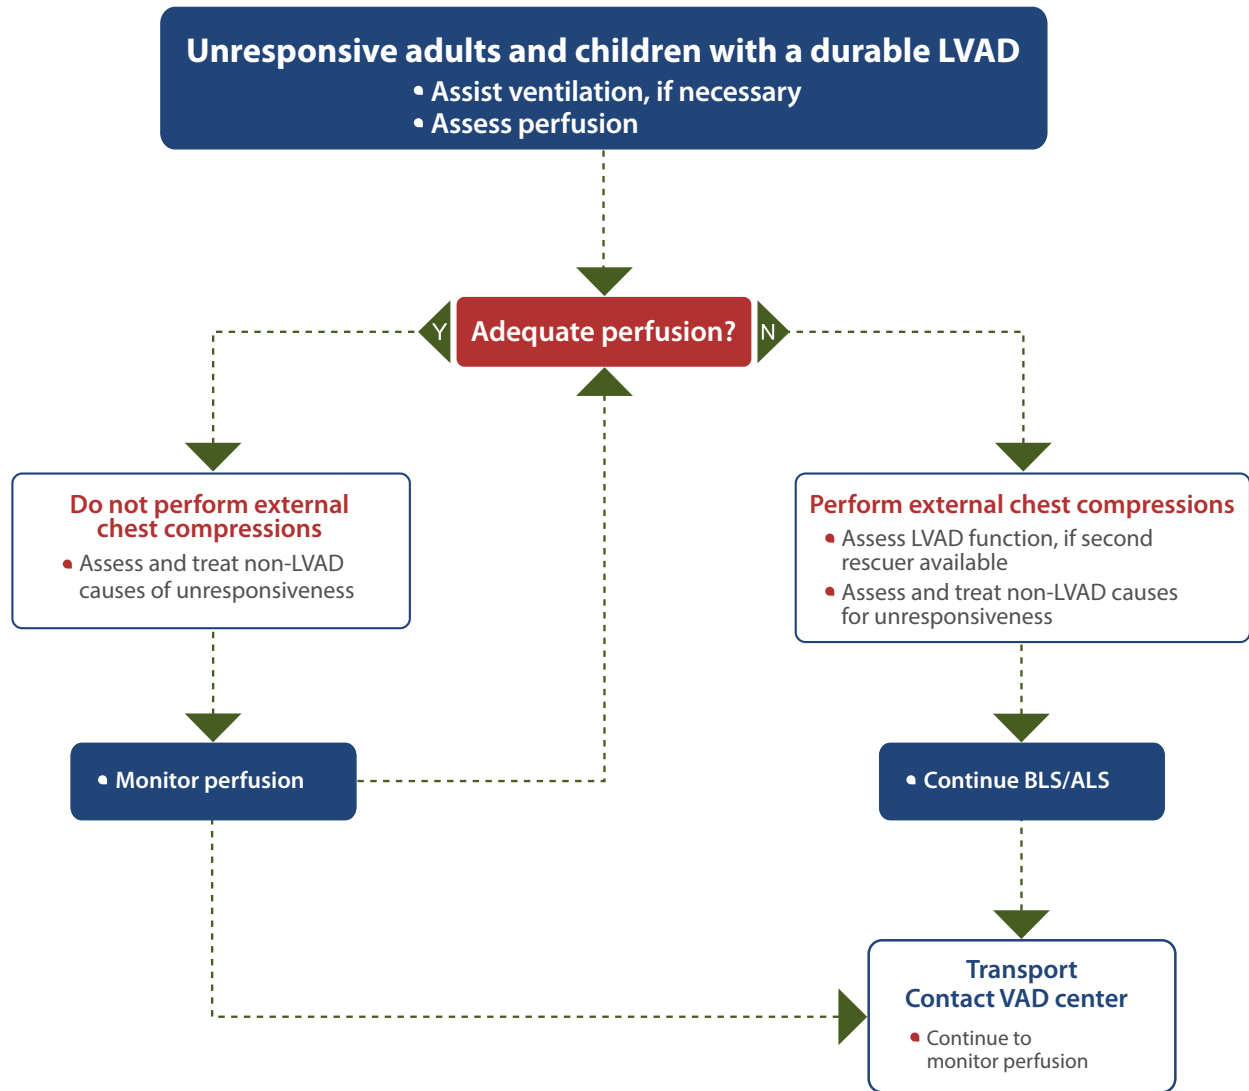 Unresponsive adults and children with a durable LVAD
• Assist ventilation, if necessary
• Assess perfusion
Y
Adequate perfusion?
N
Do not perform external
chest compressions
• Assess and treat non-LVAD
causes of unresponsiveness
Perform external chest compressions
• Assess LVAD function, if second
rescuer available
• Assess and treat non-LVAD causes
for unresponsiveness
• Monitor perfusion
• Continue BLS/ALS
Transport
Contact VAD center
• Continue to
monitor perfusion